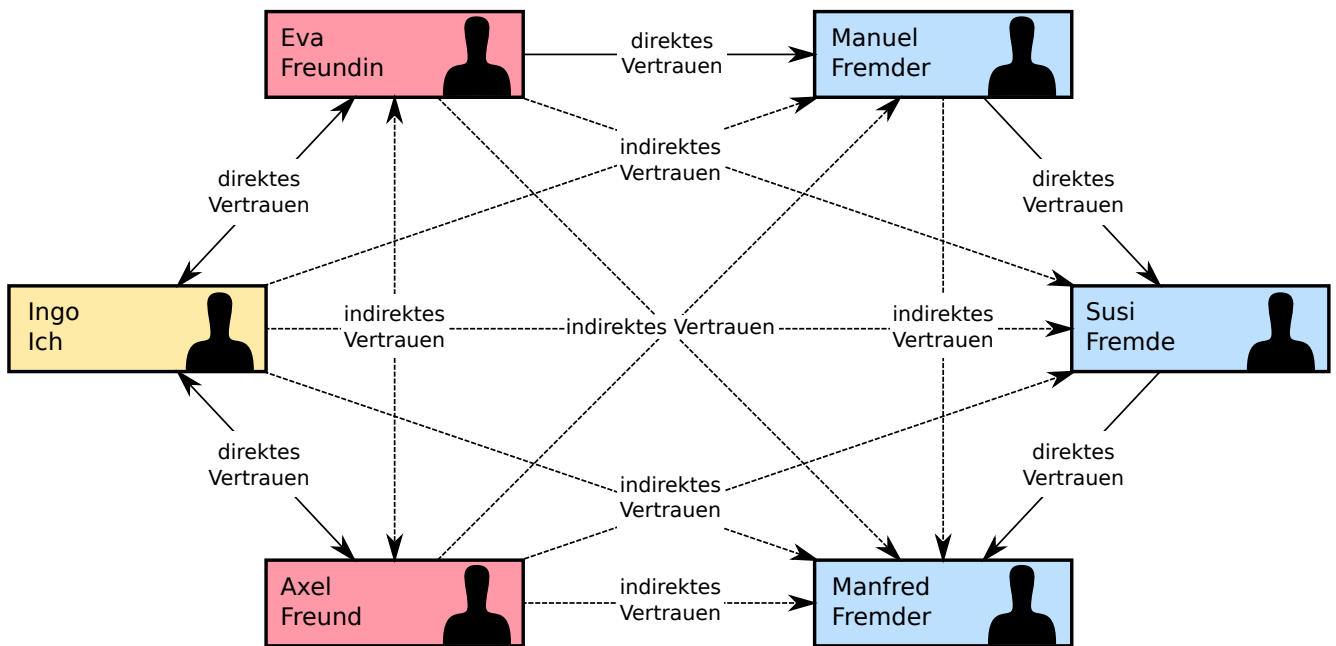 Eva
Freundin
direktes
Vertrauen
Manuel
Fremder
indirektes
Vertrauen
direktes
Vertrauen
direktes
Vertrauen
Ingo
Ich
indirektes
Vertrauen
indirektes Vertrauen
indirektes
Vertrauen
Susi
Fremde
direktes
Vertrauen
indirektes
Vertrauen
direktes
Vertrauen
Axel
Freund
indirektes
Vertrauen
Manfred
Fremder